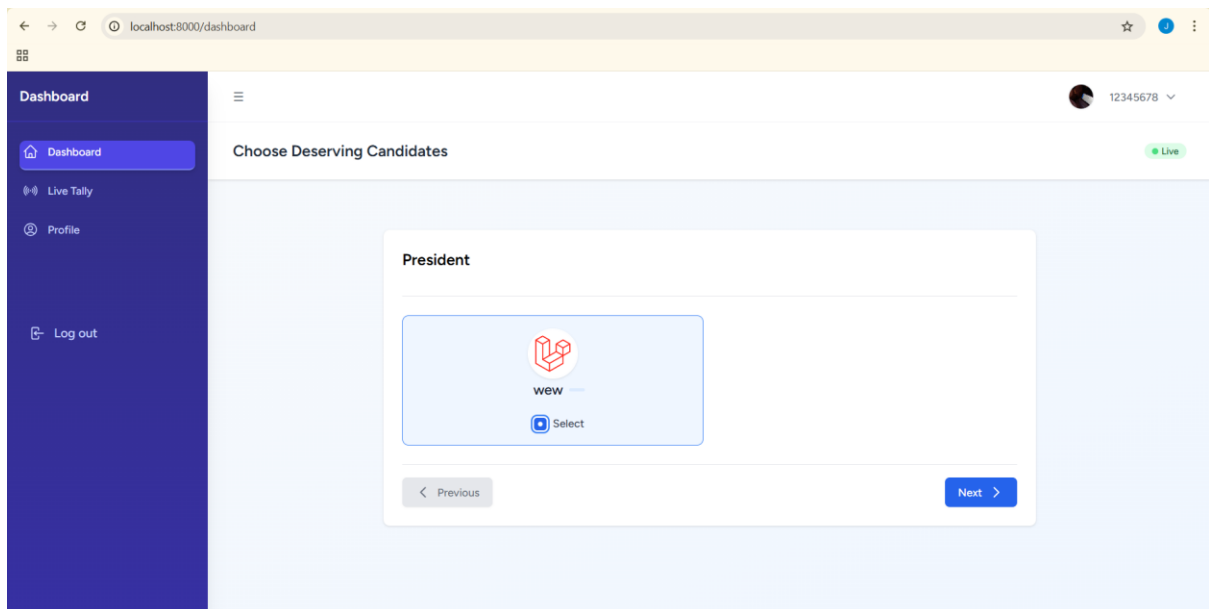 localhost:8000/dashboard
J
Dashboard
12345678
Dashboard
Choose Deserving Candidates
Live
Live Tally
Profile
President
Log out
wew
Select
Previous
Next